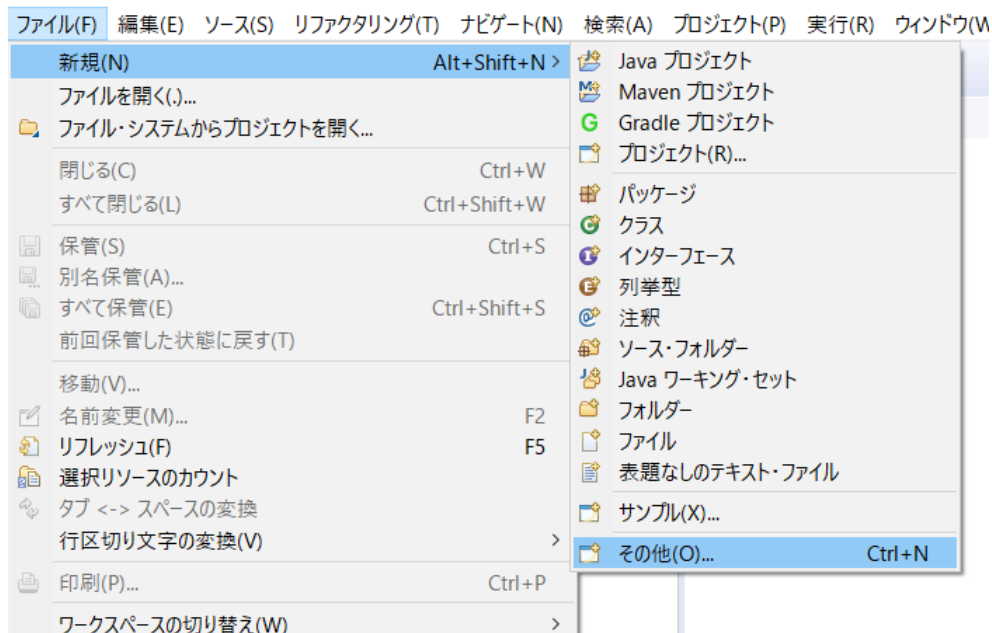 ファイル(F) 編集(E) ソース(S) リファクタリング(T) ナビゲート(N) 検索(A) プロジェクト(P) 実行(R) ウィンドウ(W
新規(N) Alt+Shift+N >
ファイルを開く(.)...
ファイル・システムからプロジェクトを開く...
閉じる(C) Ctrl+W
すべて閉じる(L) Ctrl+Shift+W
保管(S) Ctrl+S
別名保管(A)...
すべて保管(E) Ctrl+Shift+S
前回保管した状態に戻す(T)
移動(V)...
名前変更(M)... F2
リフレッシュ(F) F5
選択リソースのカウント
タブ <-> スペースの変換
行区切り文字の変換(V) >
印刷(P)... Ctrl+P
ワークスペースの切り替え(W) >
Java プロジェクト
Maven プロジェクト
Gradle プロジェクト
プロジェクト(R)...
パッケージ
クラス
インターフェース
列挙型
注釈
ソース・フォルダー
Java ワーキング・セット
フォルダー
ファイル
表題なしのテキスト・ファイル
サンプル(X)...
その他(O)... Ctrl+N